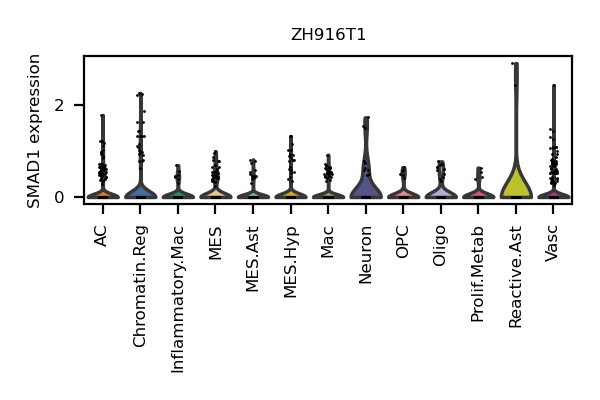 ZH916T1
SMAD1 expression
2
0
AC
Chromatin.Reg
Inflammatory.Mac
MES
MES.Ast
MES.Hyp
Mac
Neuron
OPC
Oligo
Prolif.Metab
Reactive.Ast
Vasc